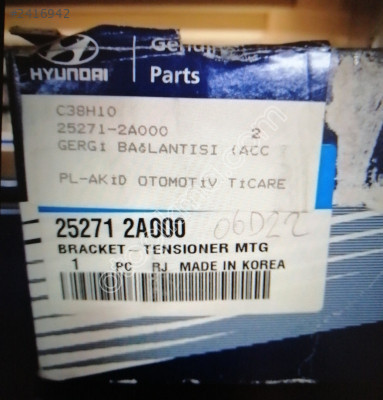 HYUNDAI
Genuine
Parts
C38H10
25271-2A000 2
GERGİ BAĞLANTISI (ACC
PL-AKİD OTOMOTİV TİCARE
25271 2A000
06D22
BRACKET-TENSIONER MTG
1 PC RJ MADE IN KOREA